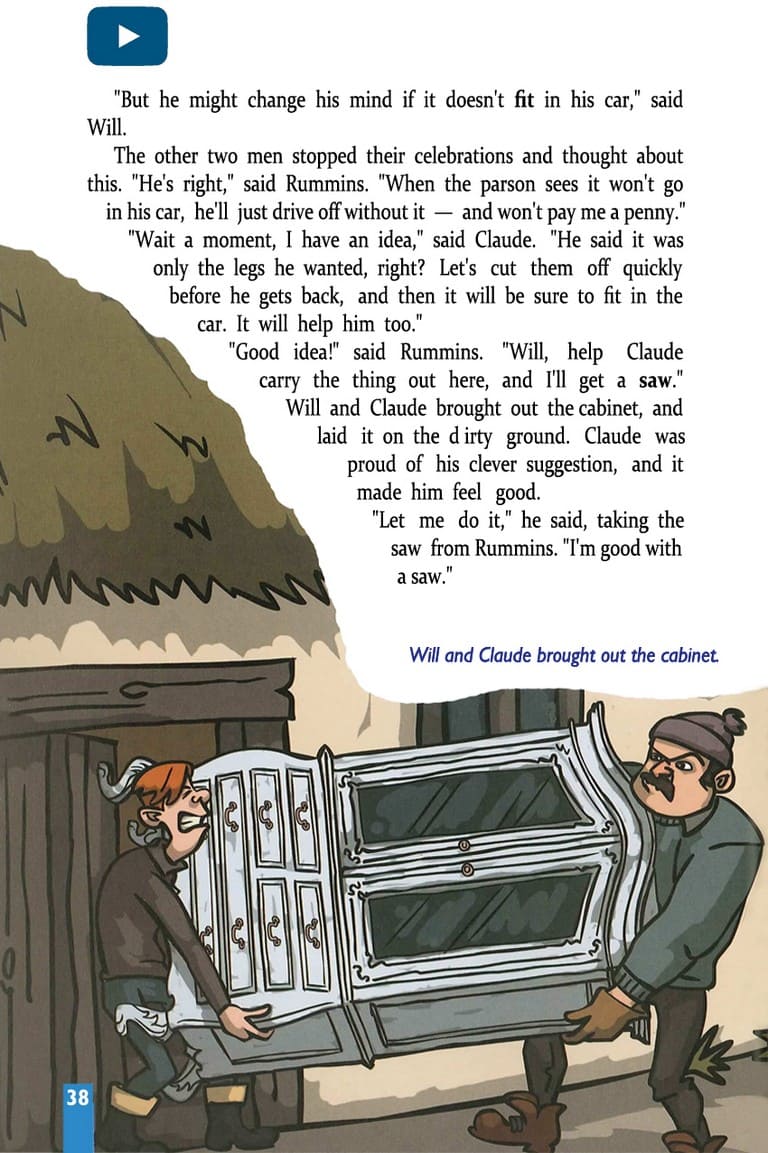 "But he might change his mind if it doesn't fit in his car," said
Will.
The other two men stopped their celebrations and thought about
this. "He's right," said Rummins. "When the parson sees it won't go
in his car, he'll just drive off without it — and won't pay me a penny."
"Wait a moment, I have an idea," said Claude. "He said it was
only the legs he wanted, right? Let's cut them off quickly
before he gets back, and then it will be sure to fit in the
car. It will help him too."
"Good idea!" said Rummins. "Will, help Claude
carry the thing out here, and I'll get a saw."
Will and Claude brought out the cabinet, and
laid it on the dirty ground. Claude was
proud of his clever suggestion, and it
made him feel good.
"Let me do it," he said, taking the
saw from Rummins. "I'm good with
a saw."
Will and Claude brought out the cabinet.
38